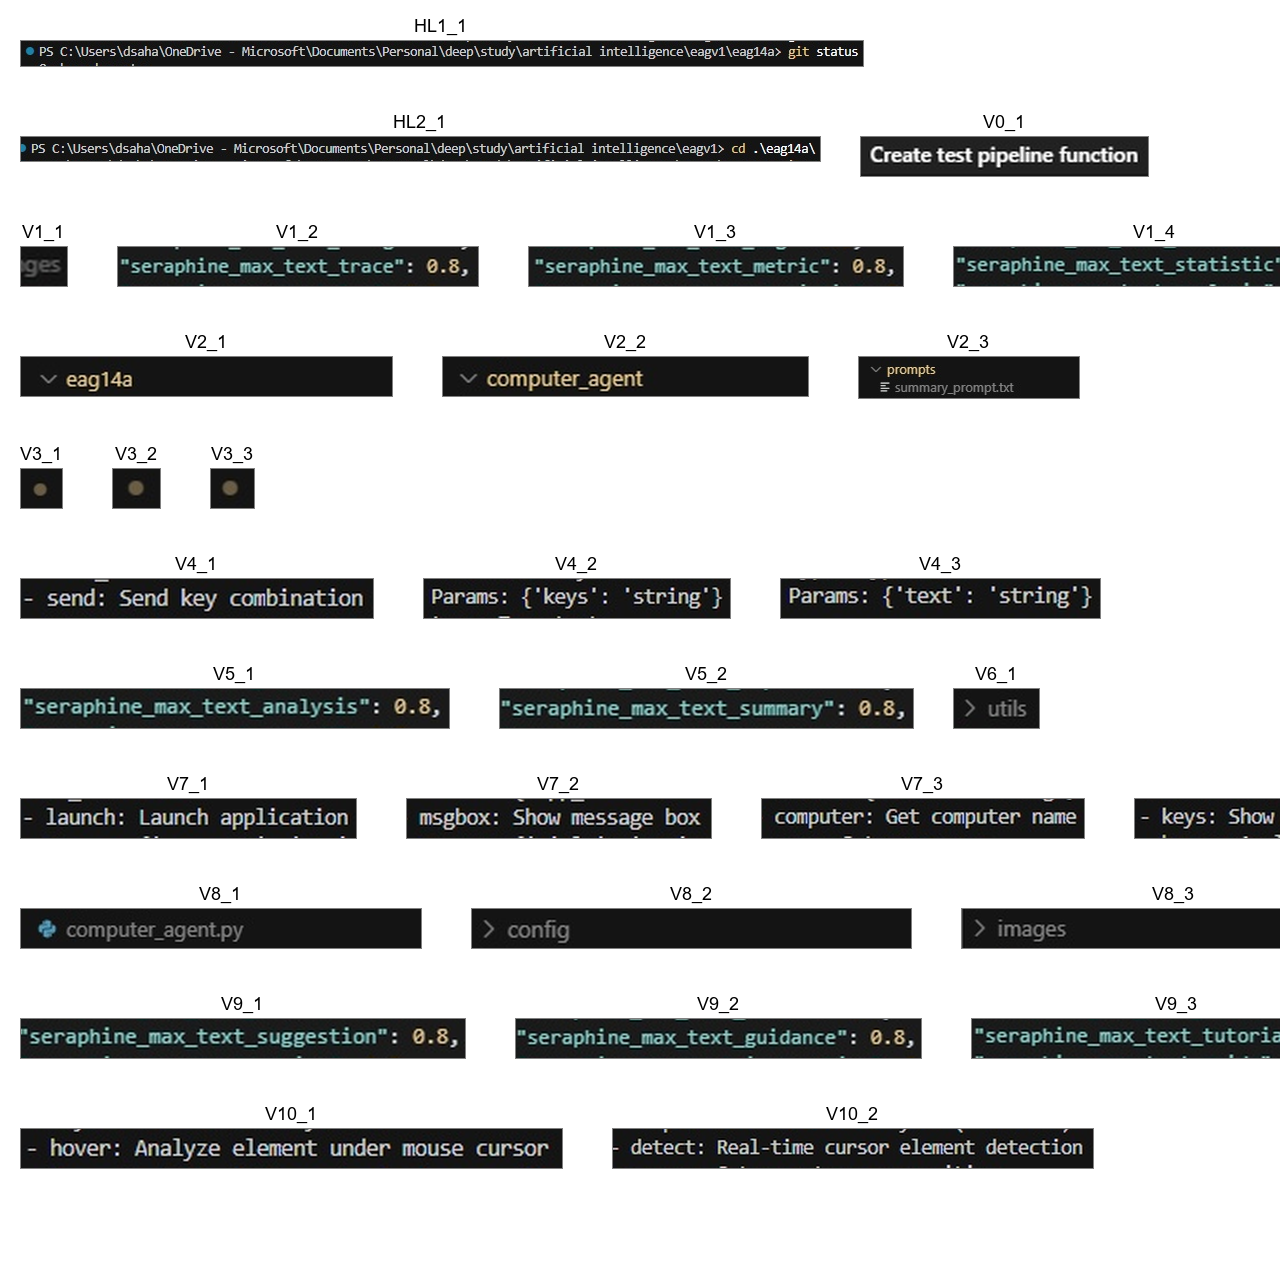 HL1_1
PS C:\Users\dsaha\OneDrive - Microsoft\Documents\Personal\deep\study\artificial intelligence\eagv1\eag14a> git status
HL2_1 V0_1
PS C:\Users\dsaha\OneDrive - Microsoft\Documents\Personal\deep\study\artificial intelligence\eagv1> cd .\eag14a\ Create test pipeline function
V1_1 V1_2 V1_3 V1_4
ges "seraphine_max_text_trace": 0.8, "seraphine_max_text_metric": 0.8, "seraphine_max_text_statistic"
V2_1 V2_2 V2_3
eag14a computer_agent prompts
summary_prompt.txt
V3_1 V3_2 V3_3
V4_1 V4_2 V4_3
- send: Send key combination Params: {'keys': 'string'} Params: {'text': 'string'}
V5_1 V5_2 V6_1
"seraphine_max_text_analysis": 0.8, "seraphine_max_text_summary": 0.8, > utils
V7_1 V7_2 V7_3
- launch: Launch application msgbox: Show message box computer: Get computer name - keys: Show
V8_1 V8_2 V8_3
computer_agent.py > config > images
V9_1 V9_2 V9_3
"seraphine_max_text_suggestion": 0.8, "seraphine_max_text_guidance": 0.8, "seraphine_max_text_tutoria
V10_1 V10_2
- hover: Analyze element under mouse cursor - detect: Real-time cursor element detection